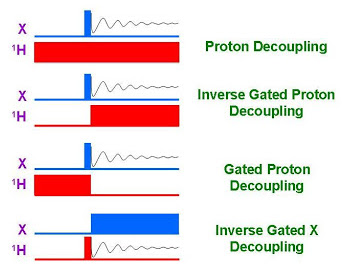 X
¹H
Proton Decoupling
X
¹H
Inverse Gated Proton
Decoupling
X
¹H
Gated Proton
Decoupling
X
¹H
Inverse Gated X
Decoupling